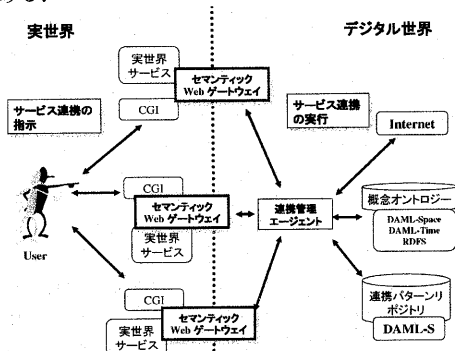 する.
実世界
デジタル世界
実世界
サービス
セマンティック
Web ゲートウェイ
サービス連携の
指示
CGI
サービス連携
の実行
Internet
CGI
セマンティック
Web ゲートウェイ
実世界
サービス
連携管理
エージェント
概念オントロジー
DAML-Space
DAML-Time
RDFS
User
CGI
セマンティック
Web ゲートウェイ
実世界
サービス
連携パターンリ
ポジトリ
DAML-S